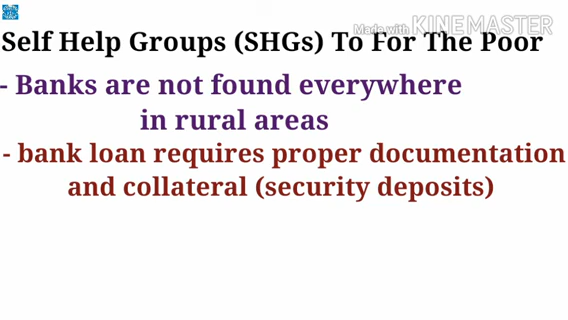 Made with KINEMASTER
Self Help Groups (SHGs) To For The Poor
- Banks are not found everywhere
in rural areas
- bank loan requires proper documentation
and collateral (security deposits)